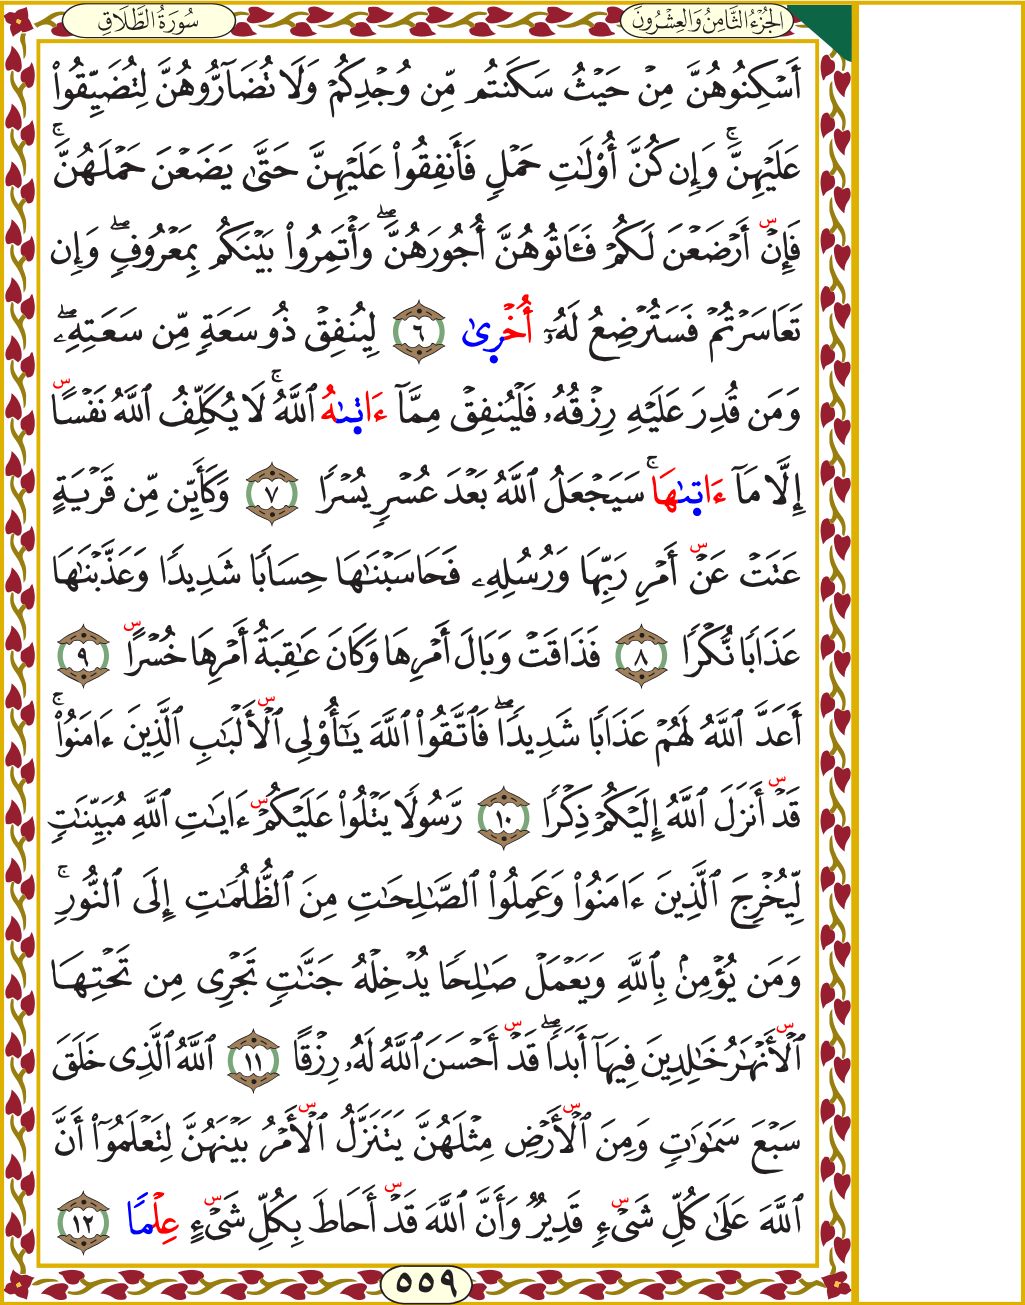 الجُزْءُ الثَّامِنُ وَالعِشْرُونَ
سُورَةُ الطَّلَاقِ
أَسْكِنُوهُنَّ مِنْ حَيْثُ سَكَنتُم مِّن وُجْدِكُمْ وَلَا تُضَآرُّوهُنَّ لِتُضَيِّقُوا۟
عَلَيْهِنَّ ۚ وَإِن كُنَّ أُو۟لَٰتِ حَمْلٍ فَأَنفِقُوا۟ عَلَيْهِنَّ حَتَّىٰ يَضَعْنَ حَمْلَهُنَّ ۚ
فَإِنْ أَرْضَعْنَ لَكُمْ فَـَٔاتُوهُنَّ أُجُورَهُنَّ ۖ وَأْتَمِرُوا۟ بَيْنَكُم بِمَعْرُوفٍ ۖ وَإِن
تَعَاسَرْتُمْ فَسَتُرْضِعُ لَهُۥٓ أُخْرِىٰ ٦ لِيُنفِقْ ذُو سَعَةٍ مِّن سَعَتِهِۦ ۖ
وَمَن قُدِرَ عَلَيْهِ رِزْقُهُۥ فَلْيُنفِقْ مِمَّآ ءَاتِىٰهُ ٱللَّهُ ۚ لَا يُكَلِّفُ ٱللَّهُ نَفْسًا
إِلَّا مَآ ءَاتِىٰهَا ۚ سَيَجْعَلُ ٱللَّهُ بَعْدَ عُسْرٍ يُسْرًا ٧ وَكَأَيِّن مِّن قَرْيَةٍ
عَتَتْ عَنْ أَمْرِ رَبِّهَا وَرُسُلِهِۦ فَحَاسَبْنَٰهَا حِسَابًا شَدِيدًا وَعَذَّبْنَٰهَا
عَذَابًا نُّكْرًا ٨ فَذَاقَتْ وَبَالَ أَمْرِهَا وَكَانَ عَٰقِبَةُ أَمْرِهَا خُسْرًا ٩
أَعَدَّ ٱللَّهُ لَهُمْ عَذَابًا شَدِيدًا ۖ فَٱتَّقُوا۟ ٱللَّهَ يَٰٓأُو۟لِى ٱلْأَلْبَٰبِ ٱلَّذِينَ ءَامَنُوا۟ ۚ
قَدْ أَنزَلَ ٱللَّهُ إِلَيْكُمْ ذِكْرًا ١٠ رَّسُولًا يَتْلُوا۟ عَلَيْكُمْ ءَايَٰتِ ٱللَّهِ مُبَيِّنَٰتٍ
لِّيُخْرِجَ ٱلَّذِينَ ءَامَنُوا۟ وَعَمِلُوا۟ ٱلصَّٰلِحَٰتِ مِنَ ٱلظُّلُمَٰتِ إِلَى ٱلنُّورِ ۚ
وَمَن يُؤْمِنۢ بِٱللَّهِ وَيَعْمَلْ صَٰلِحًا يُدْخِلْهُ جَنَّٰتٍ تَجْرِى مِن تَحْتِهَا
ٱلْأَنْهَٰرُ خَٰلِدِينَ فِيهَآ أَبَدًا ۖ قَدْ أَحْسَنَ ٱللَّهُ لَهُۥ رِزْقًا ١١ ٱللَّهُ ٱلَّذِى خَلَقَ
سَبْعَ سَمَٰوَٰتٍ وَمِنَ ٱلْأَرْضِ مِثْلَهُنَّ يَتَنَزَّلُ ٱلْأَمْرُ بَيْنَهُنَّ لِتَعْلَمُوٓا۟ أَنَّ
ٱللَّهَ عَلَىٰ كُلِّ شَىْءٍ قَدِيرٌ وَأَنَّ ٱللَّهَ قَدْ أَحَاطَ بِكُلِّ شَىْءٍ عِلْمًا ١٢
٥٥٩